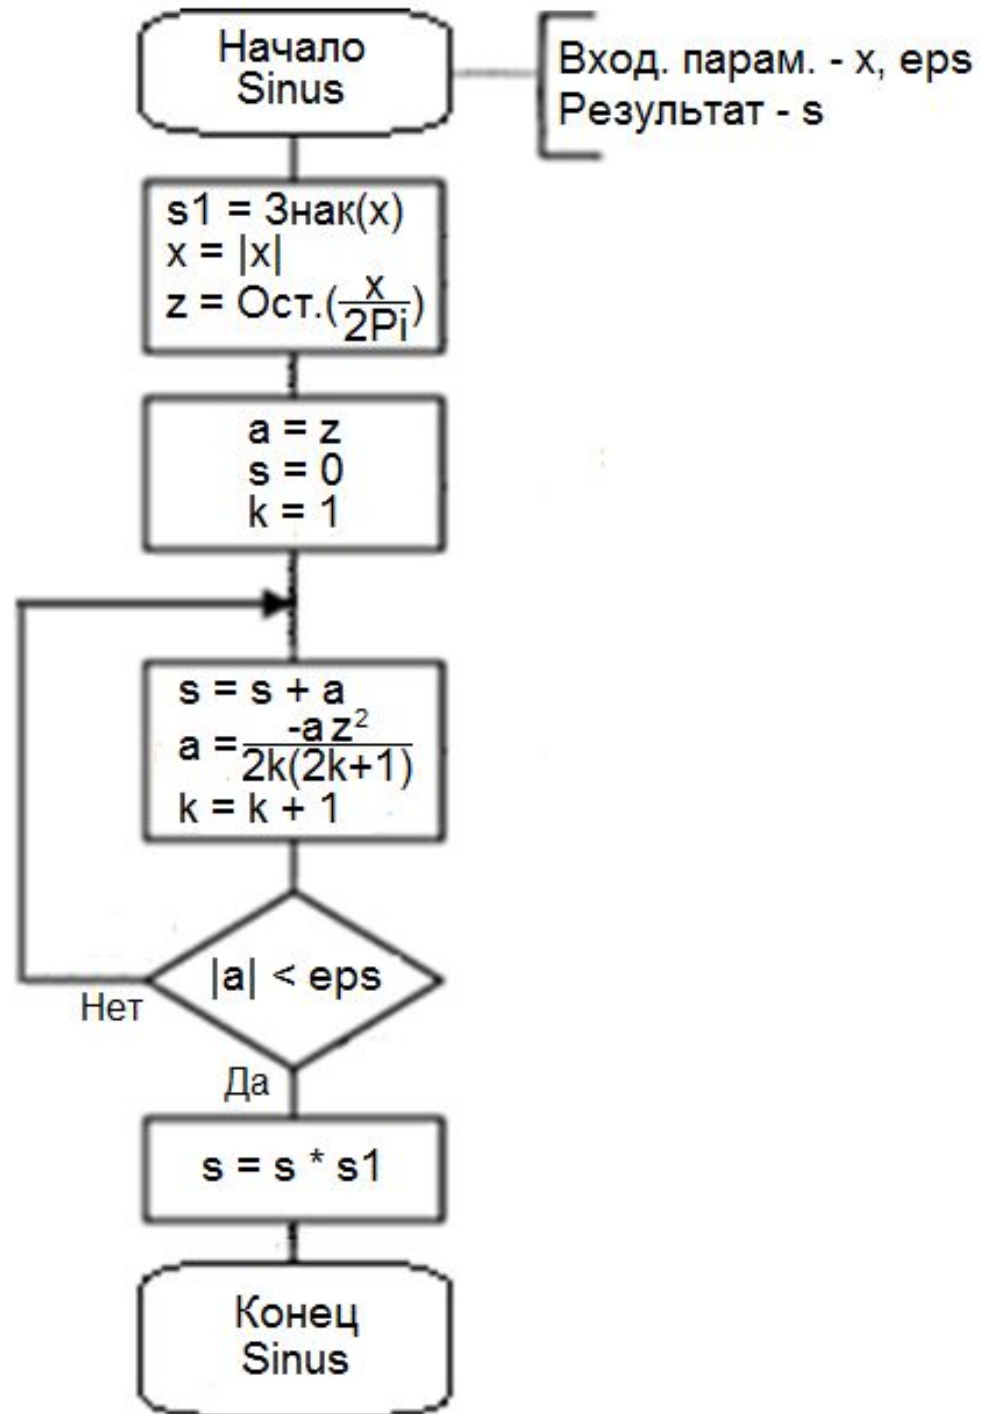 Начало
Sinus
Вход. парам. - x, eps
Результат - s
s1 = Знак(x)
x = |x|
z = Ост.(x/2Pi)
a = z
s = 0
k = 1
s = s + a
a = -a z²/2k(2k+1)
k = k + 1
|a| < eps
Нет
Да
s = s * s1
Конец
Sinus